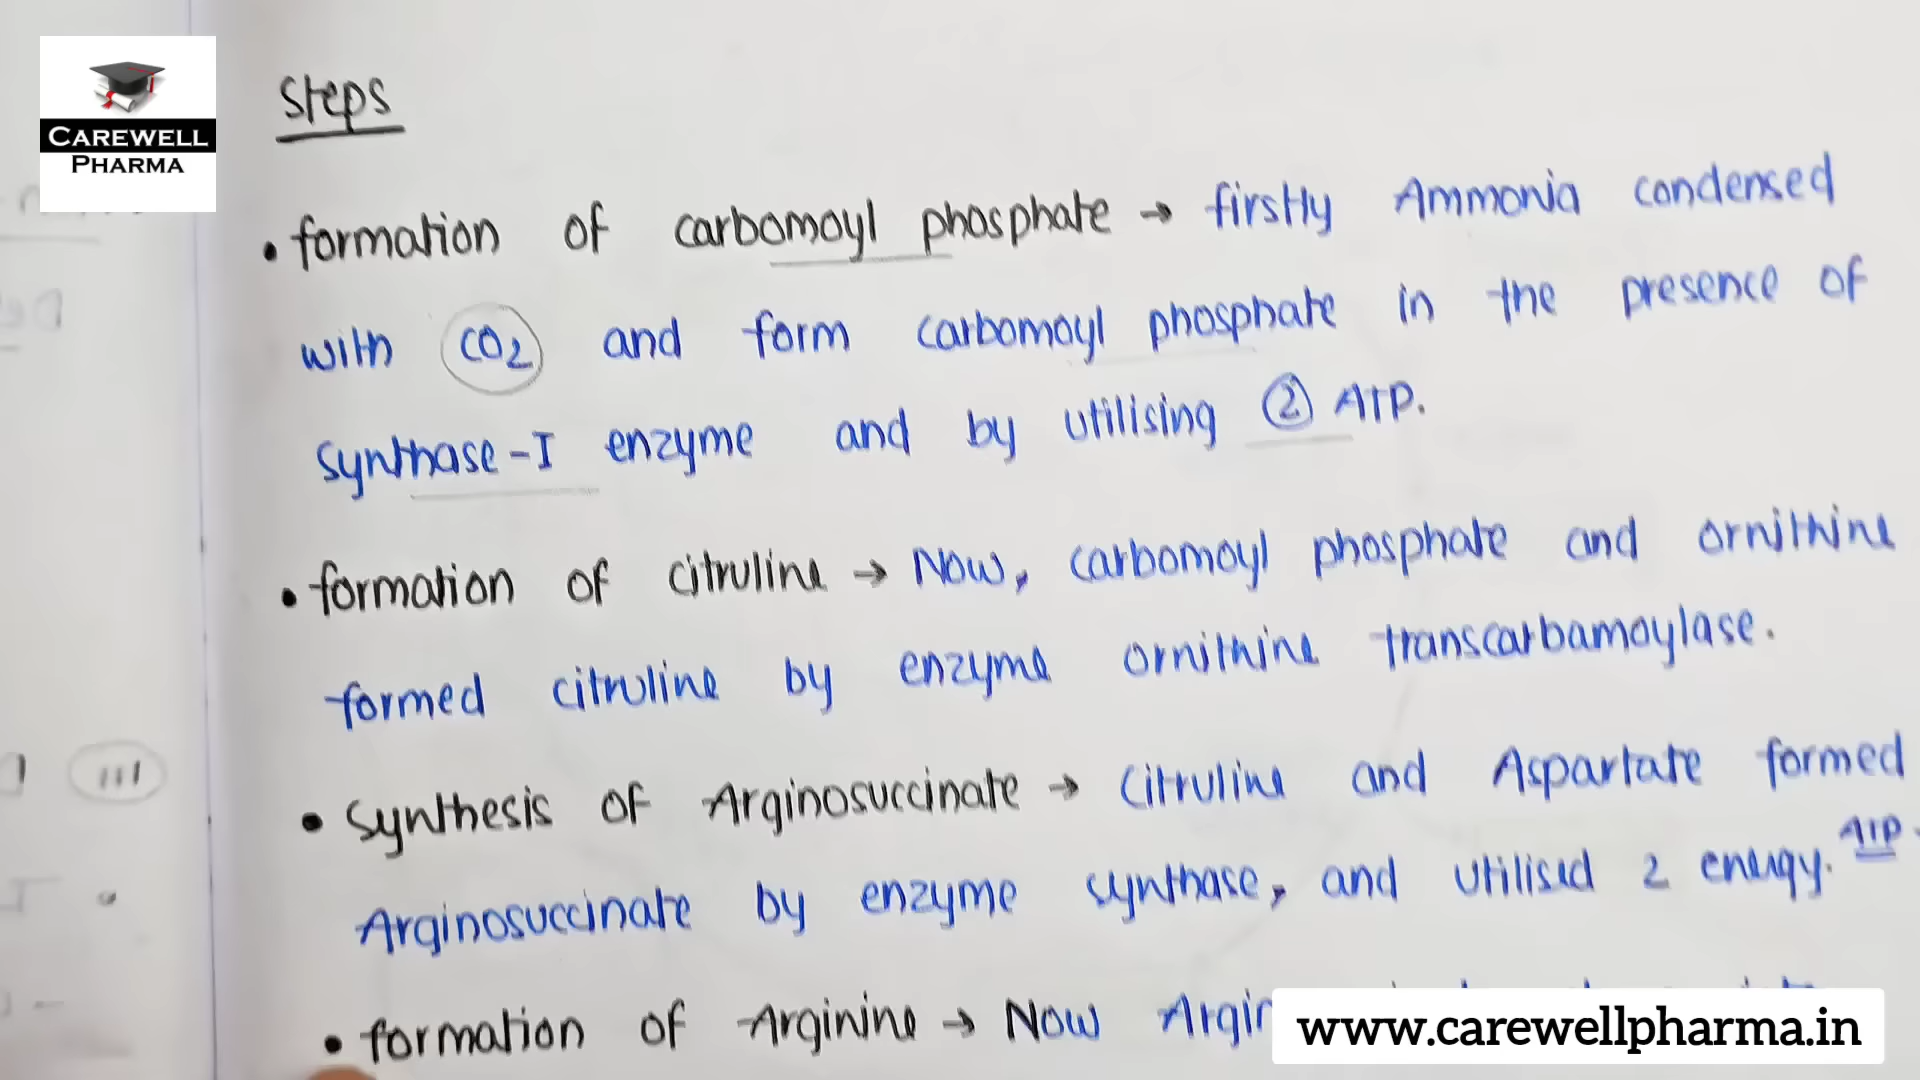 CAREWELL
PHARMA
Steps
• formation of carbomoyl phosphate → firstly Ammonia condensed
with CO2 and form carbomoyl phosphate in the presence of
synthase-I enzyme and by utilising 2 ATP.
• formation of citruline → Now, carbomoyl phosphate and ornithine
formed citruline by enzyme ornithine transcarbamoylase.
• synthesis of Arginosuccinate → Citruline and Aspartate formed
Arginosuccinate by enzyme synthase, and utilised 2 energy. ATP
• formation of Arginine → Now
www.carewellpharma.in
III